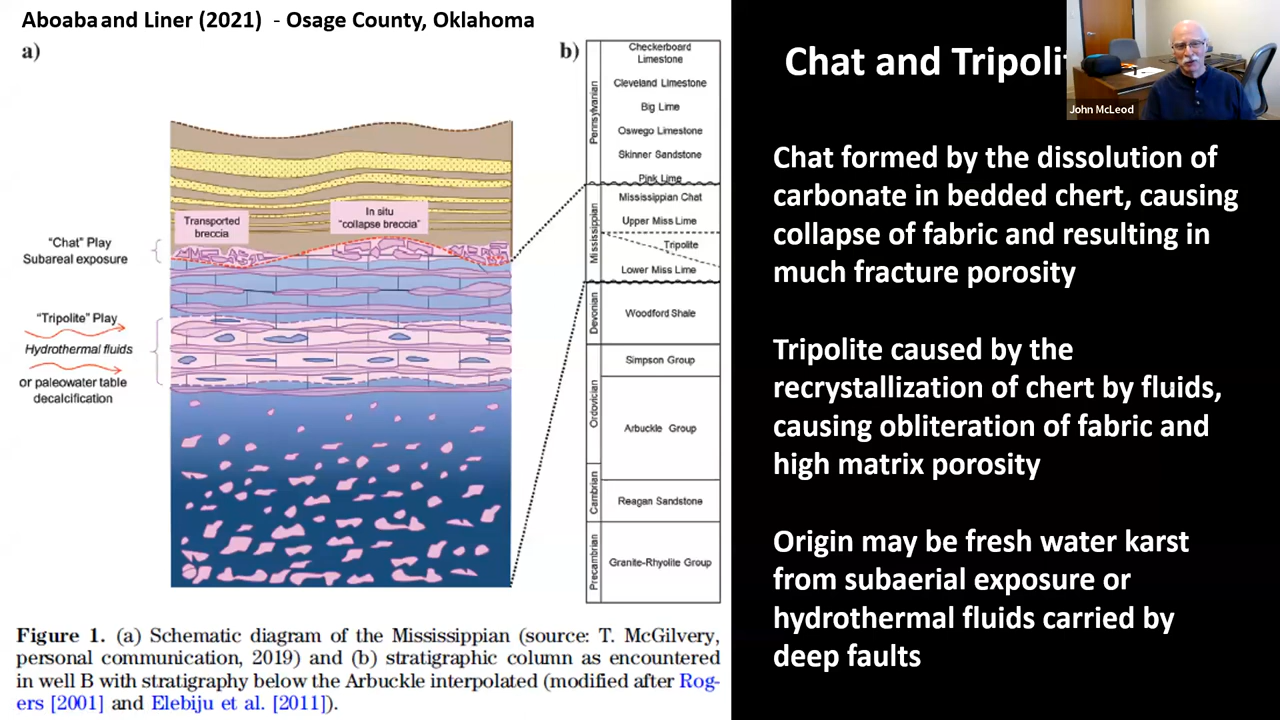 Aboaba and Liner (2021) - Osage County, Oklahoma
a)
b)
Transported
breccia
In situ
"collapse breccia"
"Chat" Play
Subareal exposure
"Tripolite" Play
Hydrothermal fluids
or paleowater table
decalcification
Pennsylvanian
Checkerboard
Limestone
Cleveland Limestone
Big Lime
Oswego Limestone
Skinner Sandstone
Pink Lime
Mississippian
Mississippian Chat
Upper Miss Lime
Tripolite
Lower Miss Lime
Devonian
Woodford Shale
Ordovician
Simpson Group
Arbuckle Group
Cambrian
Reagan Sandstone
Precambrian
Granite-Rhyolite Group
Figure 1. (a) Schematic diagram of the Mississippian (source: T. McGilvery,
personal communication, 2019) and (b) stratigraphic column as encountered
in well B with stratigraphy below the Arbuckle interpolated (modified after Rog-
ers [2001] and Elebiju et al. [2011]).
Chat and Tripolit
John McLeod
Chat formed by the dissolution of
carbonate in bedded chert, causing
collapse of fabric and resulting in
much fracture porosity
Tripolite caused by the
recrystallization of chert by fluids,
causing obliteration of fabric and
high matrix porosity
Origin may be fresh water karst
from subaerial exposure or
hydrothermal fluids carried by
deep faults